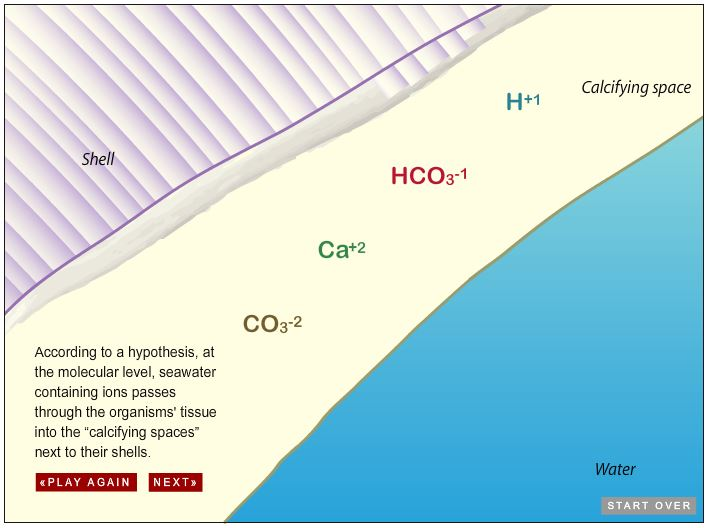 Calcifying space
H+1
Shell
HCO3-1
Ca+2
CO3-2
According to a hypothesis, at
the molecular level, seawater
containing ions passes
through the organisms' tissue
into the “calcifying spaces”
next to their shells.
«PLAY AGAIN
NEXT»
Water
START OVER